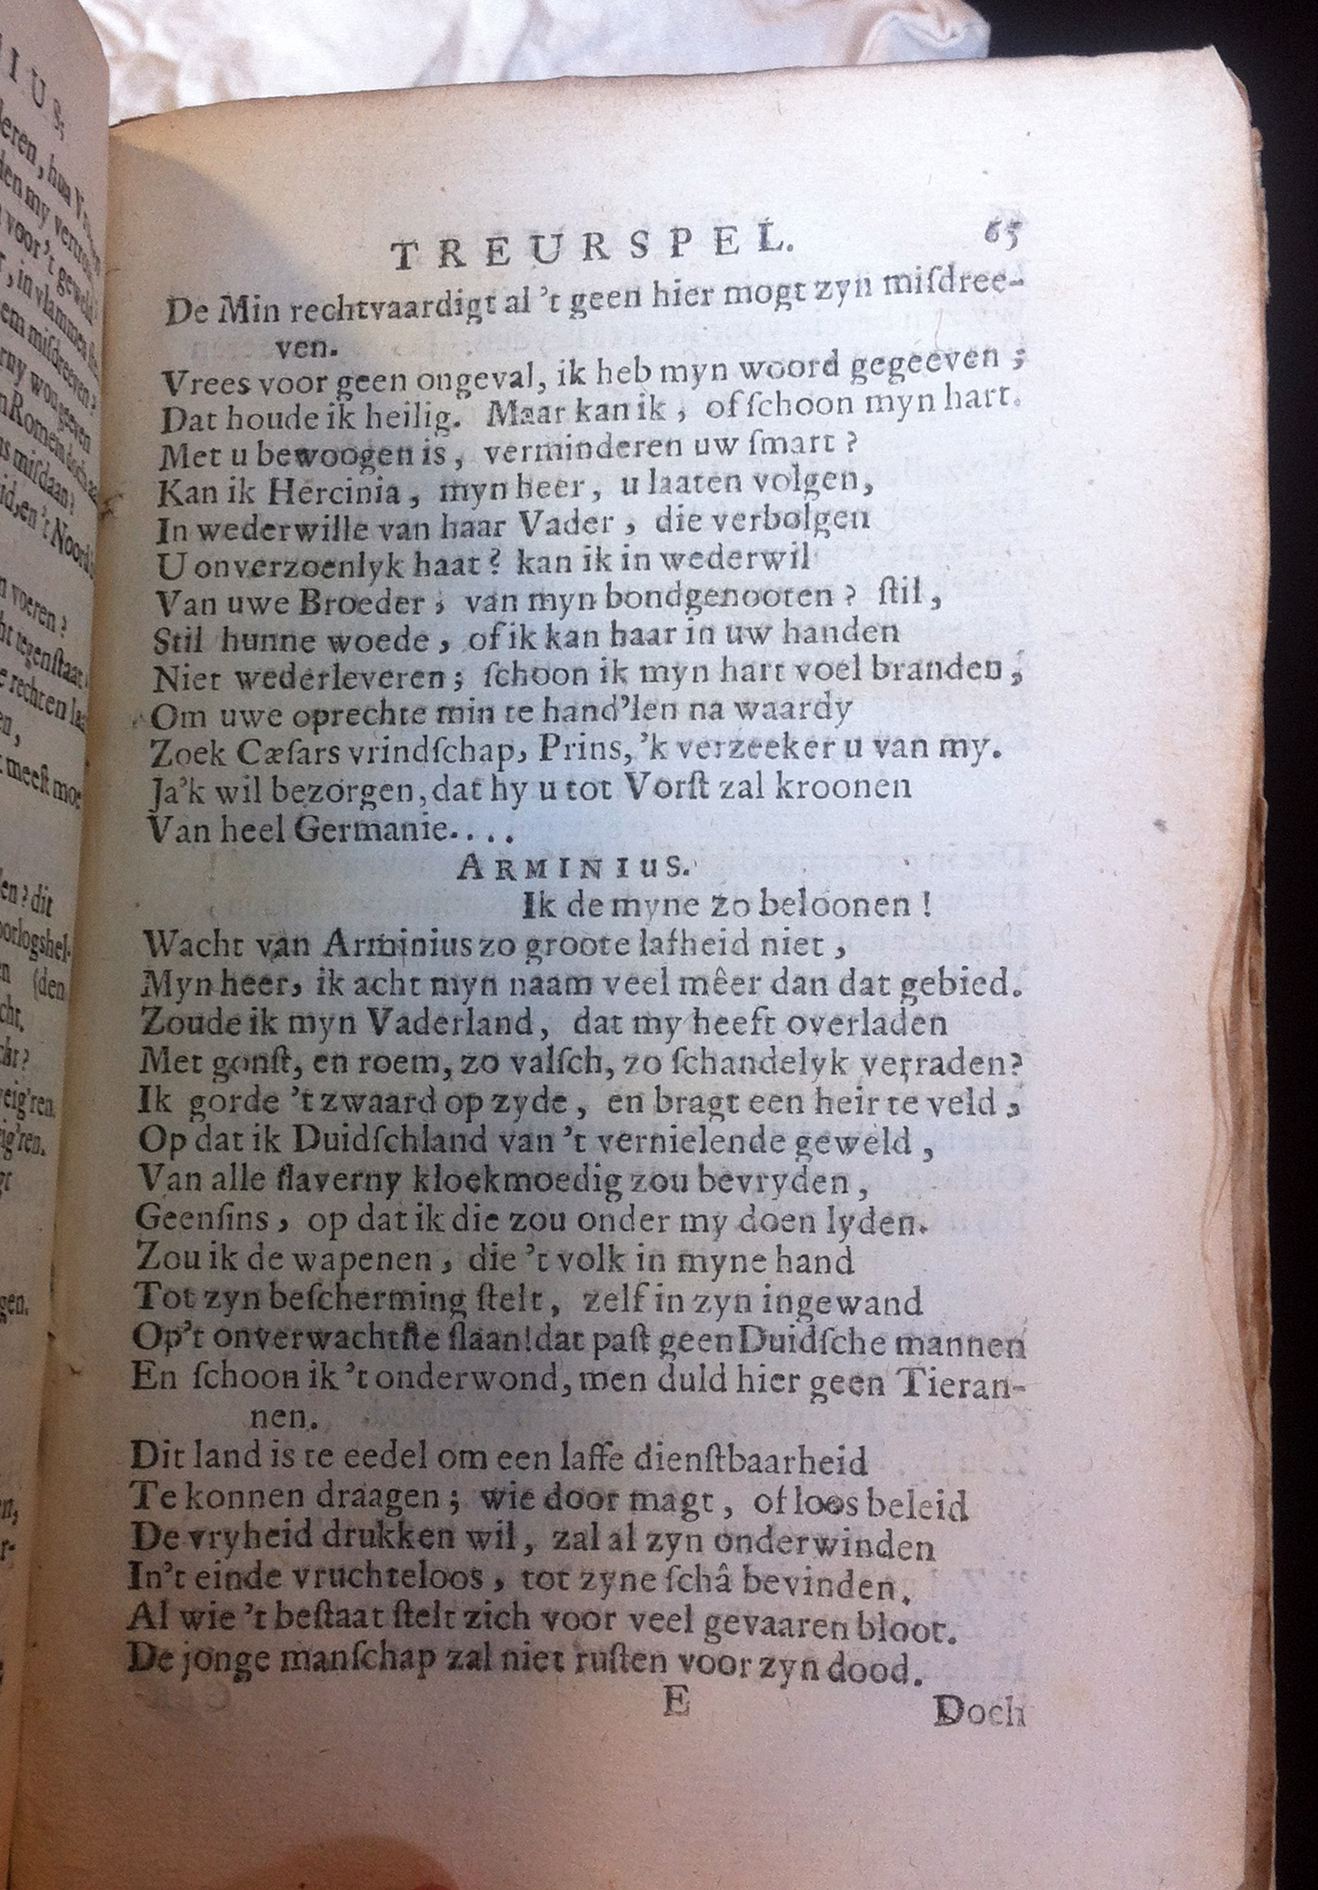 TREURSPEL. 65
De Min rechtvaardigt al 't geen hier mogt zyn miſdree-
ven.
Vrees voor geen ongeval, ik heb myn woord gegeeven;
Dat houde ik heilig. Maar kan ik, of ſchoon myn hart.
Met u bewoogen is, verminderen uw ſmart?
Kan ik Hercinia, myn heer, u laaten volgen,
In wederwille van haar Vader, die verbolgen
U onverzoenlyk haat? kan ik in wederwil
Van uwe Broeder, van myn bondgenooten? ſtil,
Stil hunne woede, of ik kan haar in uw handen
Niet wederleveren; ſchoon ik myn hart voel branden,
Om uwe oprechte min te hand'len na waardy
Zoek Cæſars vrindſchap, Prins, 'k verzeeker u van my.
Ja'k wil bezorgen, dat hy u tot Vorſt zal kroonen
Van heel Germanie....
ARMINIUS.
Ik de myne zo beloonen!
Wacht van Arminius zo groote lafheid niet,
Myn heer, ik acht myn naam veel mêer dan dat gebied.
Zoude ik myn Vaderland, dat my heeft overladen
Met gonſt, en roem, zo valſch, zo ſchandelyk verraden?
Ik gorde 't zwaard op zyde, en bragt een heir te veld,
Op dat ik Duidſchland van 't vernielende geweld,
Van alle ſlaverny kloekmoedig zou bevryden,
Geenſins, op dat ik die zou onder my doen lyden.
Zou ik de wapenen, die 't volk in myne hand
Tot zyn beſcherming ſtelt, zelf in zyn ingewand
Op't onverwachtſte ſlaan! dat paſt geen Duidſche mannen
En ſchoon ik 't onderwond, men duld hier geen Tieran-
nen.
Dit land is te eedel om een laffe dienſtbaarheid
Te konnen draagen; wie door magt, of loos beleid
De vryheid drukken wil, zal al zyn onderwinden
In't einde vruchteloos, tot zyne ſchâ bevinden.
Al wie 't beſtaat ſtelt zich voor veel gevaaren bloot.
De jonge manſchap zal niet ruſten voor zyn dood.
E Doch